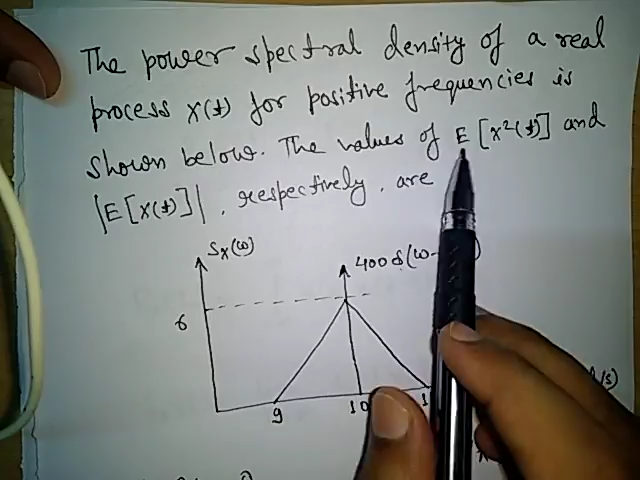 The power spectral density of a real
process X(t) for positive frequencies is
shown below. The values of E[X²(t)] and
|E[X(t)]|, respectively, are
Sx(ω)
400δ(ω-
6
9
10
1
/s)